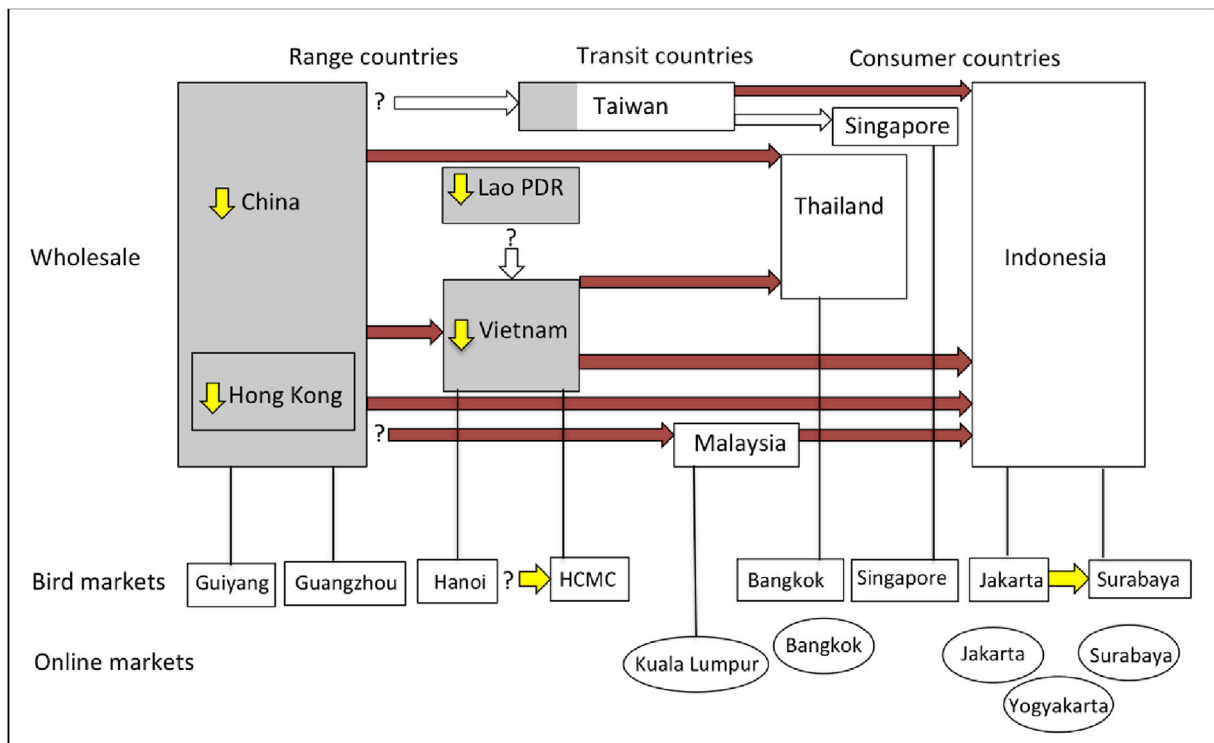 Range countries
Transit countries
Consumer countries
?
Taiwan
Singapore
China
Lao PDR
Thailand
?
Wholesale
Indonesia
Vietnam
Hong Kong
?
Malaysia
Bird markets
Guiyang
Guangzhou
Hanoi
?
HCMC
Bangkok
Singapore
Jakarta
Surabaya
Online markets
Kuala Lumpur
Bangkok
Jakarta
Surabaya
Yogyakarta